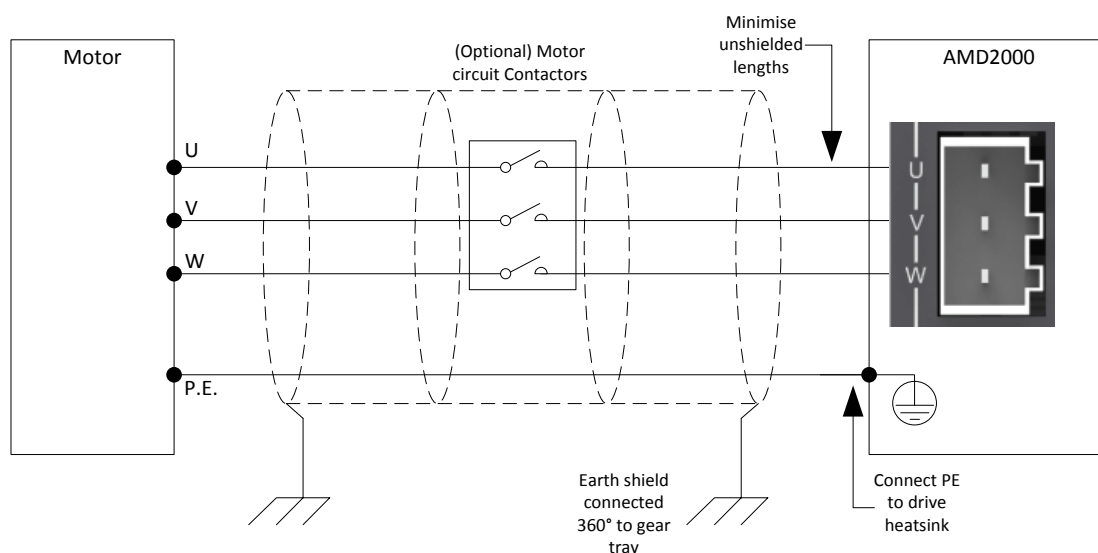 Motor
(Optional) Motor
circuit Contactors
Minimise
unshielded
lengths
AMD2000
U
V
W
P.E.
U
V
W
Earth shield
connected
360° to gear
tray
Connect PE
to drive
heatsink